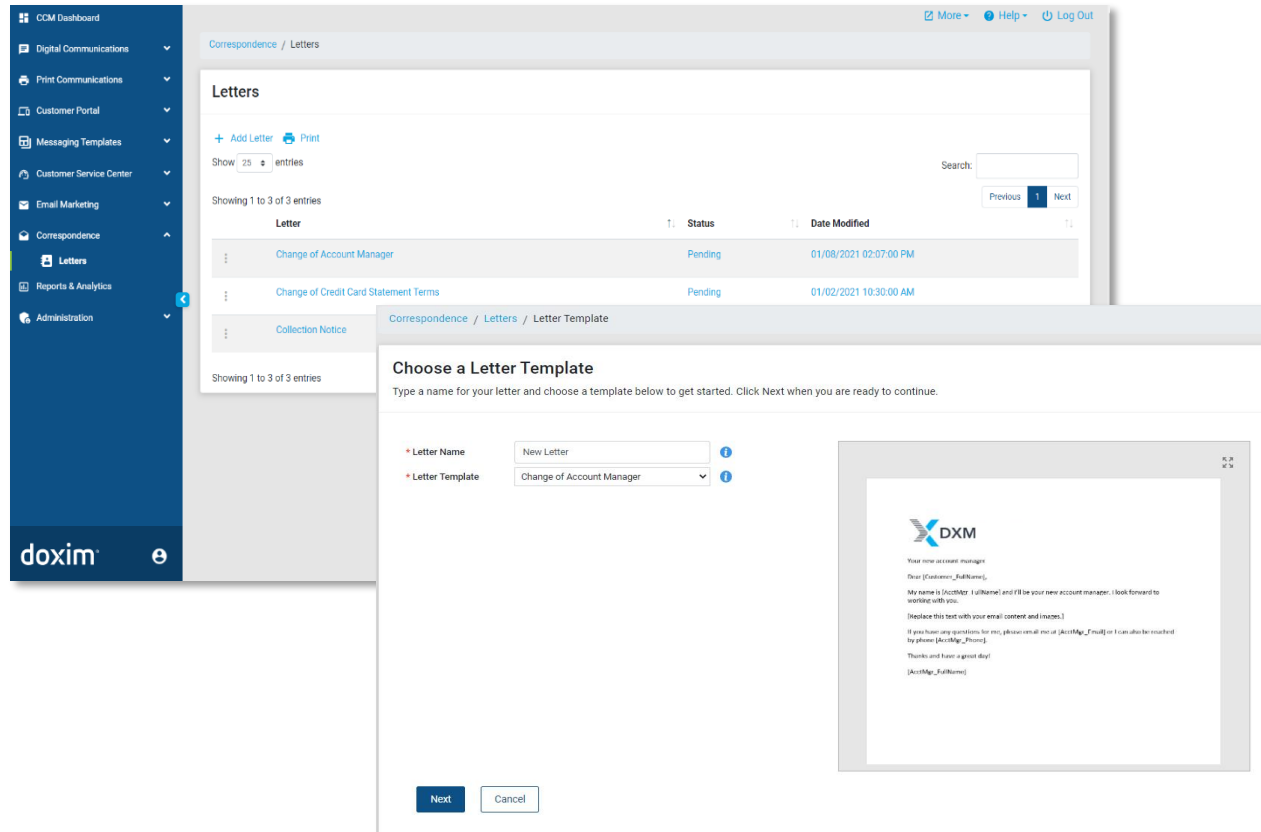 CCM Dashboard
Digital Communications
Print Communications
Customer Portal
Messaging Templates
Customer Service Center
Email Marketing
Correspondence
Letters
Reports & Analytics
Administration
doxim
More Help Log Out
Correspondence / Letters
Letters
+ Add Letter Print
Show 25 entries
Search:
Showing 1 to 3 of 3 entries
Previous 1 Next
Letter Status Date Modified
Change of Account Manager Pending 01/08/2021 02:07:00 PM
Change of Credit Card Statement Terms Pending 01/02/2021 10:30:00 AM
Collection Notice
Showing 1 to 3 of 3 entries
Correspondence / Letters / Letter Template
Choose a Letter Template
Type a name for your letter and choose a template below to get started. Click Next when you are ready to continue.
* Letter Name New Letter
* Letter Template Change of Account Manager
DXM
Your new account manager
Dear [Customer_FullName],
My name is [AcctMgr_FullName] and I'll be your new account manager. I look forward to
working with you.
[Replace this text with your email content and images.]
If you have any questions for me, please email me at [AcctMgr_Email] or I can also be reached
by phone [AcctMgr_Phone].
Thanks and have a great day!
[AcctMgr_FullName]
Next Cancel